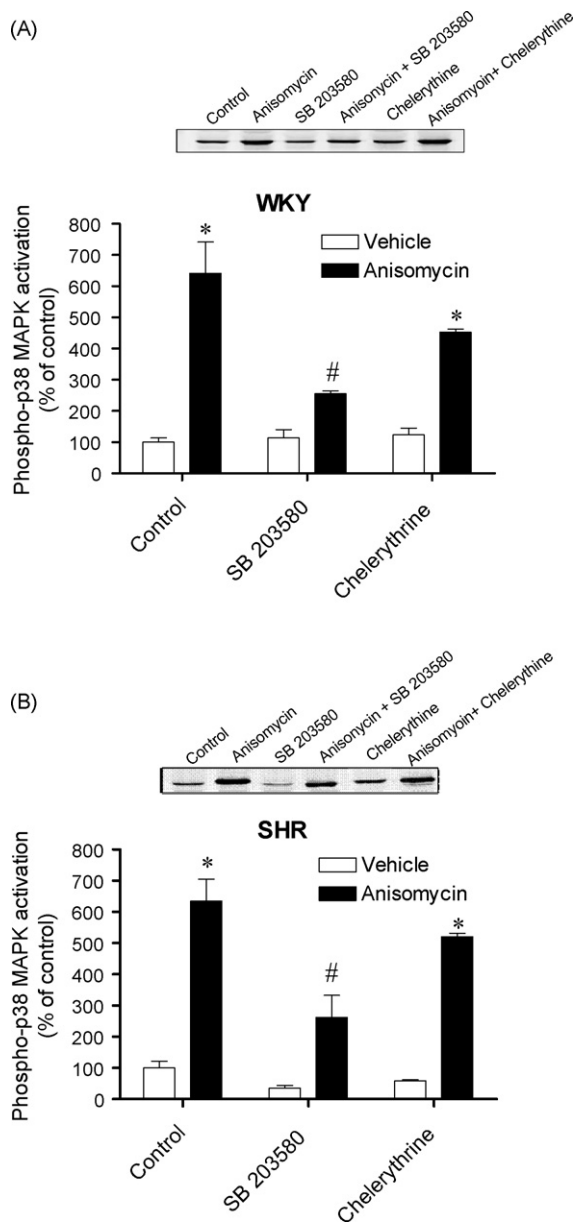 (A)
Control
Anisomycin
SB 203580
Anisoycin + SB 203580
Chelerythine
Anisomyoin+ Chelerythine
WKY
Phospho-p38 MAPK activation
(% of control)
800
700
600
500
400
300
200
100
0
*
#
*
Vehicle
Anisomycin
Control
SB 203580
Chelerythrine
(B)
Control
Anisomycin
SB 203580
Anisonycin + SB 203580
Chelerythine
Anisomyoin+ Chelerythine
SHR
Phospho-p38 MAPK activation
(% of control)
800
700
600
500
400
300
200
100
0
*
#
*
Vehicle
Anisomycin
Control
SB 203580
Chelerythrine